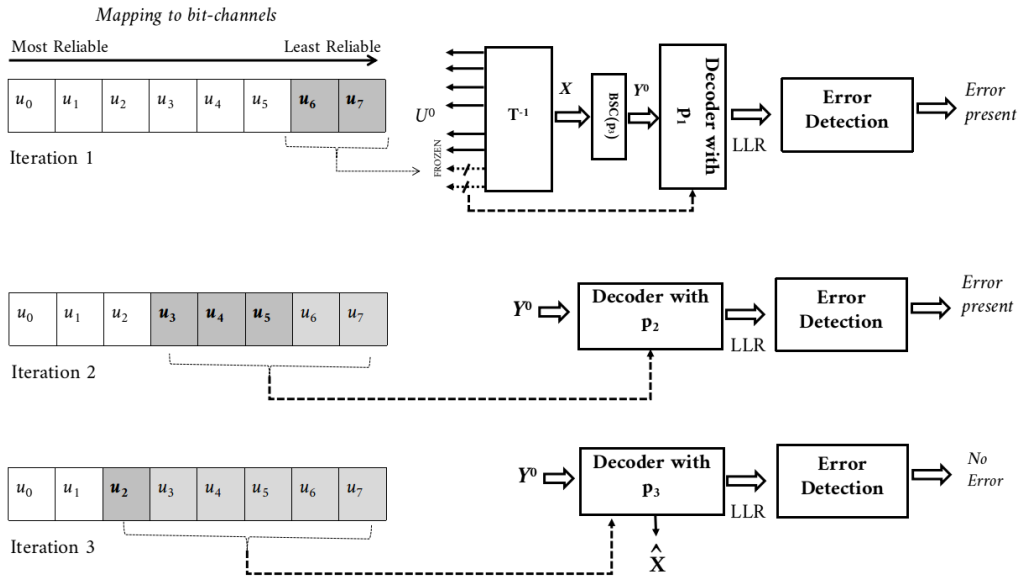 Mapping to bit-channels
Most Reliable Least Reliable
u0 u1 u2 u3 u4 u5 u6 u7
Iteration 1
U0
FROZEN
T-1
X
BSC(p3)
Y0
Decoder with
p1
LLR
Error
Detection
Error
present
u0 u1 u2 u3 u4 u5 u6 u7
Iteration 2
Y0
Decoder with
p2
LLR
Error
Detection
Error
present
u0 u1 u2 u3 u4 u5 u6 u7
Iteration 3
Y0
Decoder with
p3
X̂
LLR
Error
Detection
No
Error